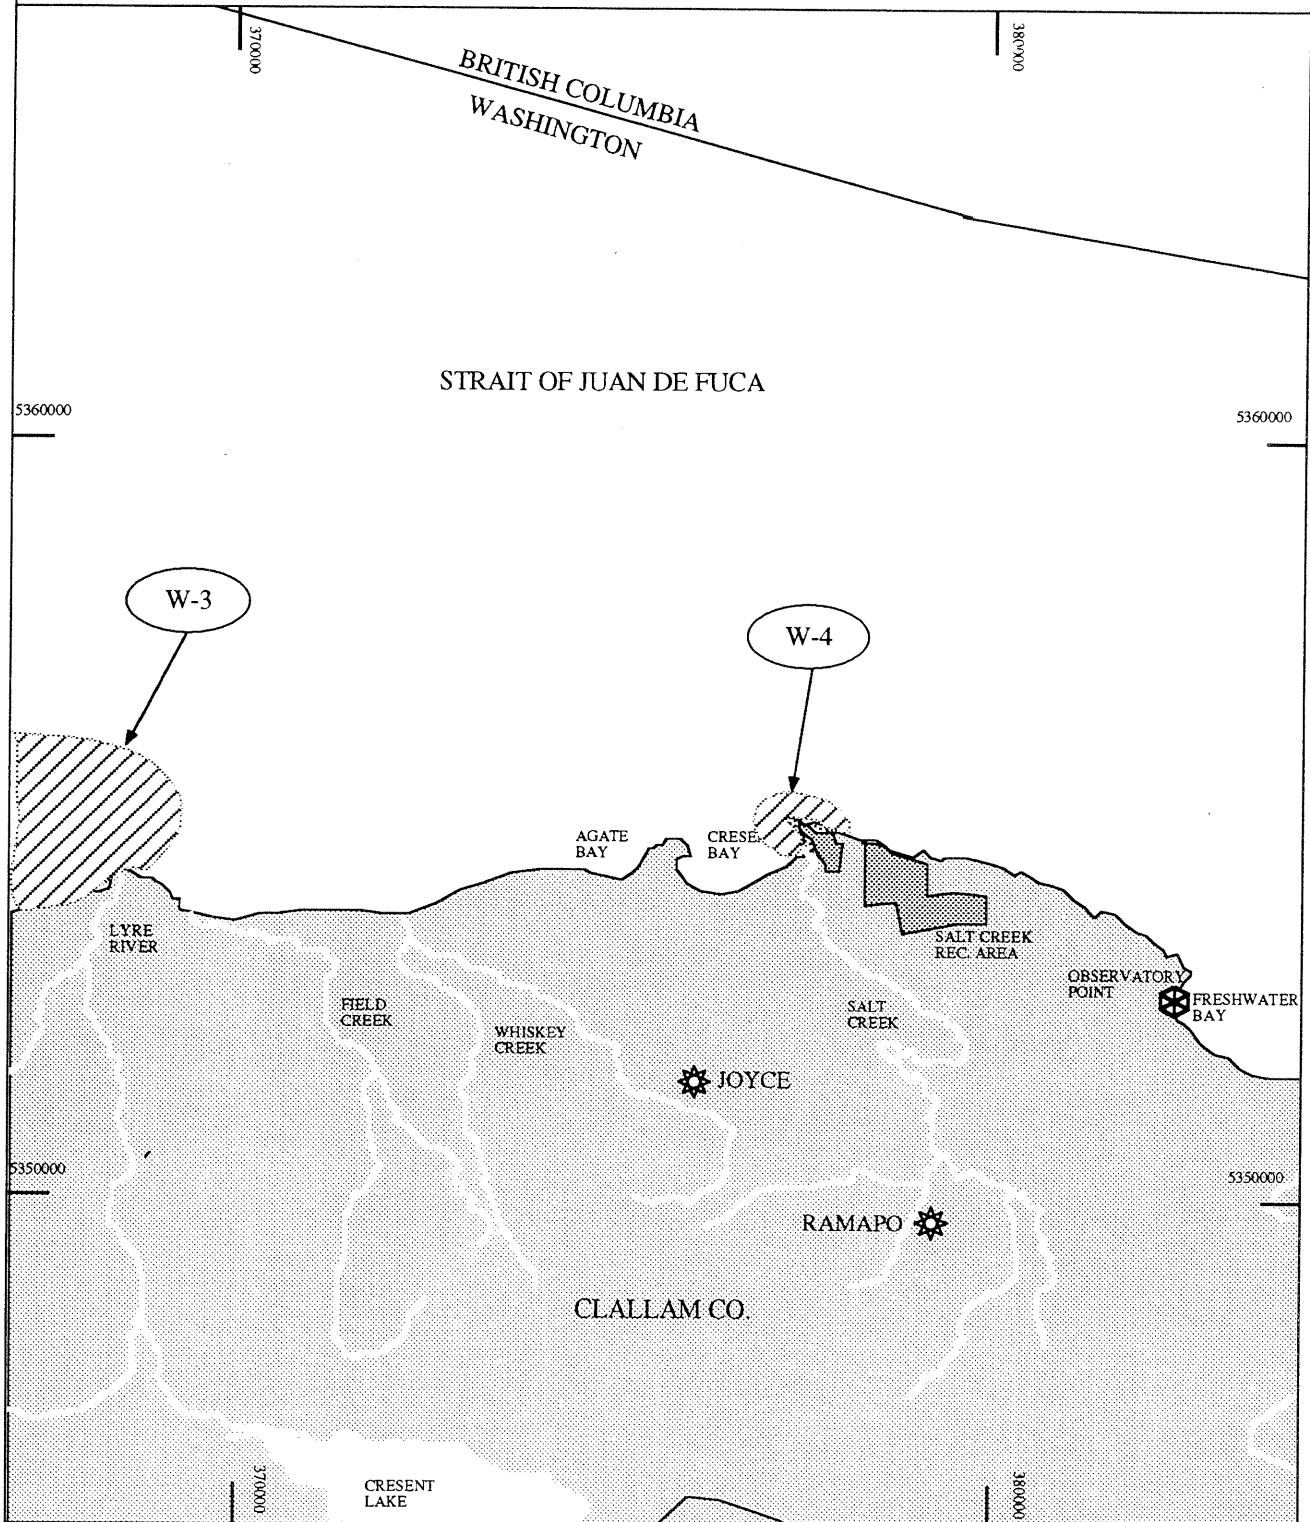 370000
380000
BRITISH COLUMBIA
WASHINGTON
STRAIT OF JUAN DE FUCA
5360000
5360000
W-3
W-4
AGATE
BAY
CRESE
BAY
LYRE
RIVER
SALT CREEK
REC. AREA
OBSERVATORY
POINT
FRESHWATER
BAY
FIELD
CREEK
WHISKEY
CREEK
SALT
CREEK
JOYCE
5350000
5350000
RAMAPO
CLALLAM CO.
CRESENT
LAKE
370000
380000